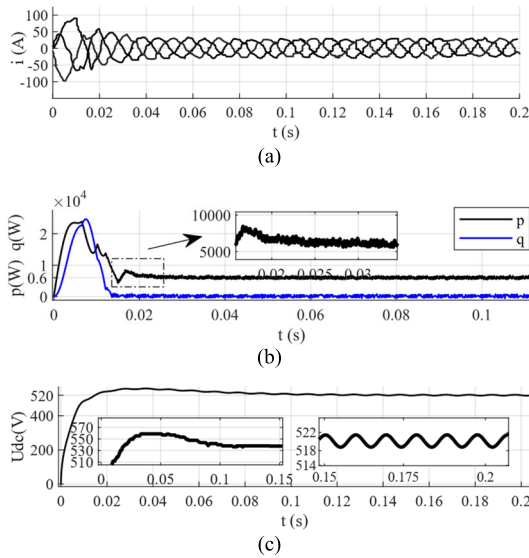 i (A)
100
50
0
-50
-100
0 0.02 0.04 0.06 0.08 0.1 0.12 0.14 0.16 0.18 0.2
t (s)
(a)
×10⁴
p(W) q(W)
2
0.6
0
10000
5000
0.02 0.025 0.03
p
q
0 0.02 0.04 0.06 0.08 0.1
t (s)
(b)
Udc(V)
520
400
200
0
570
550
530
510
0 0.05 0.1 0.15
522
518
514
0.15 0.175 0.2
0 0.02 0.04 0.06 0.08 0.1 0.12 0.14 0.16 0.18 0.2
t (s)
(c)